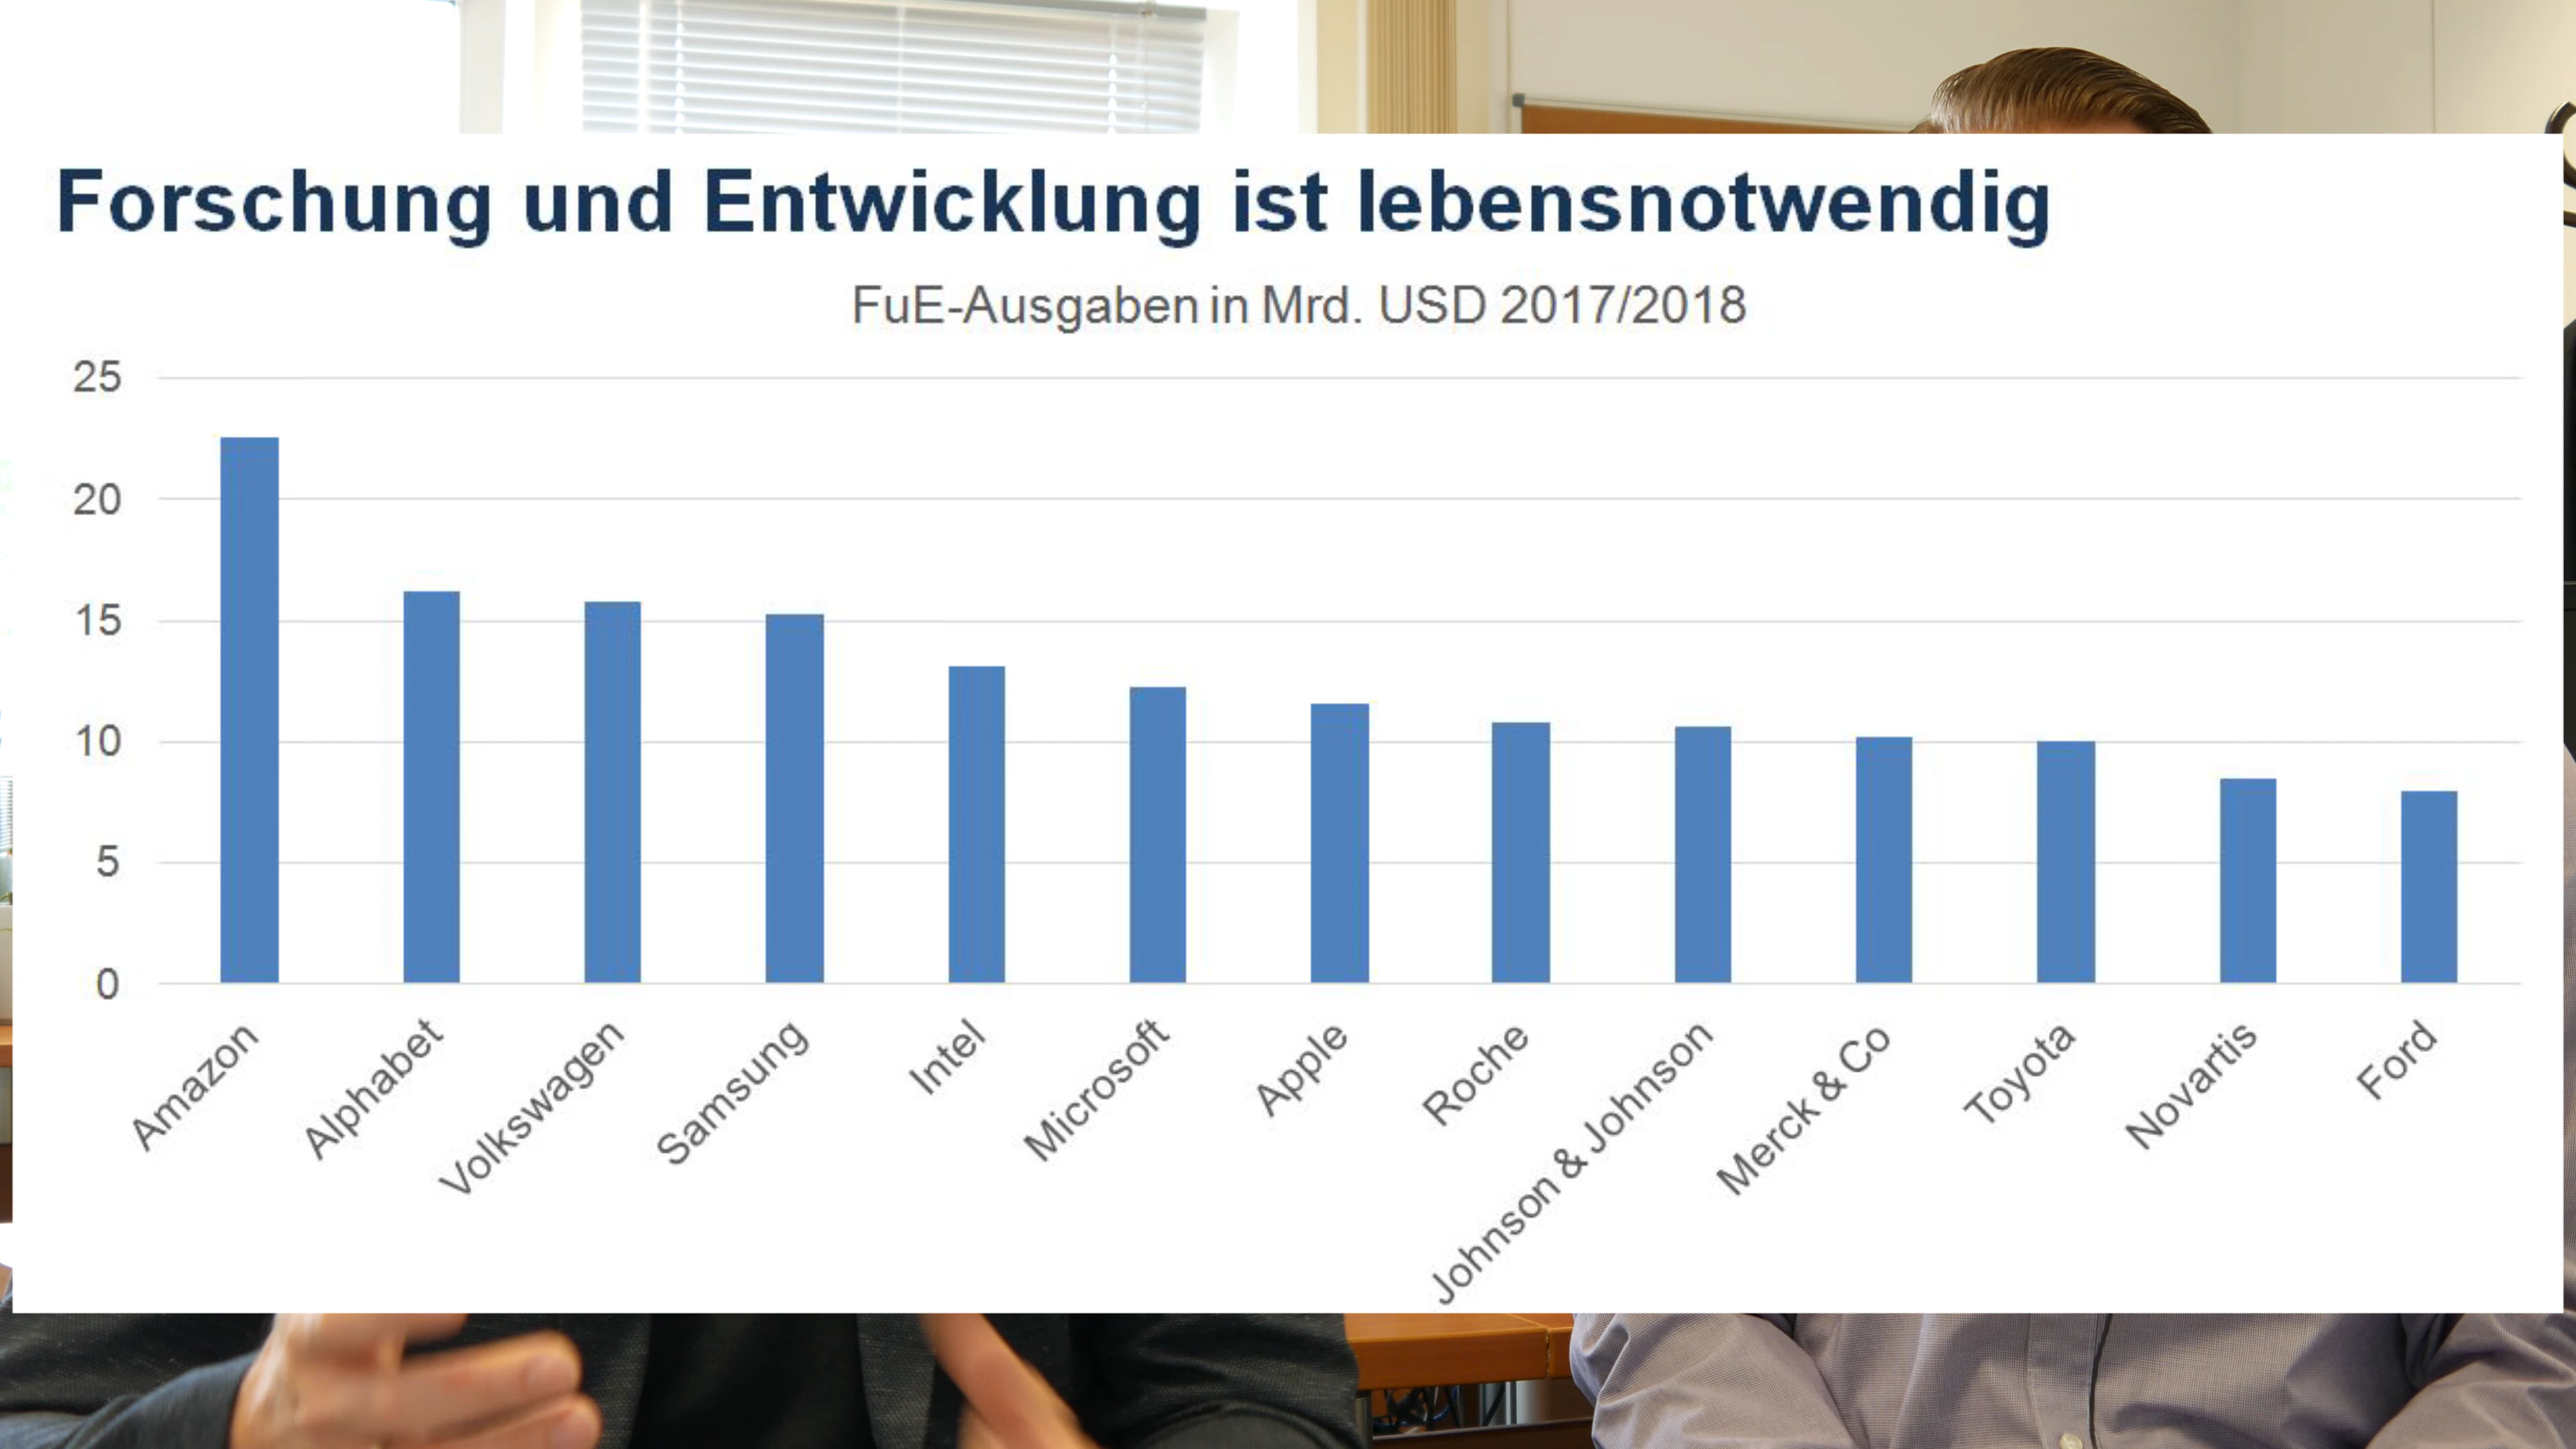 Forschung und Entwicklung ist lebensnotwendig
FuE-Ausgaben in Mrd. USD 2017/2018
25
20
15
10
5
0
Amazon
Alphabet
Volkswagen
Samsung
Intel
Microsoft
Apple
Roche
Johnson & Johnson
Merck & Co
Toyota
Novartis
Ford